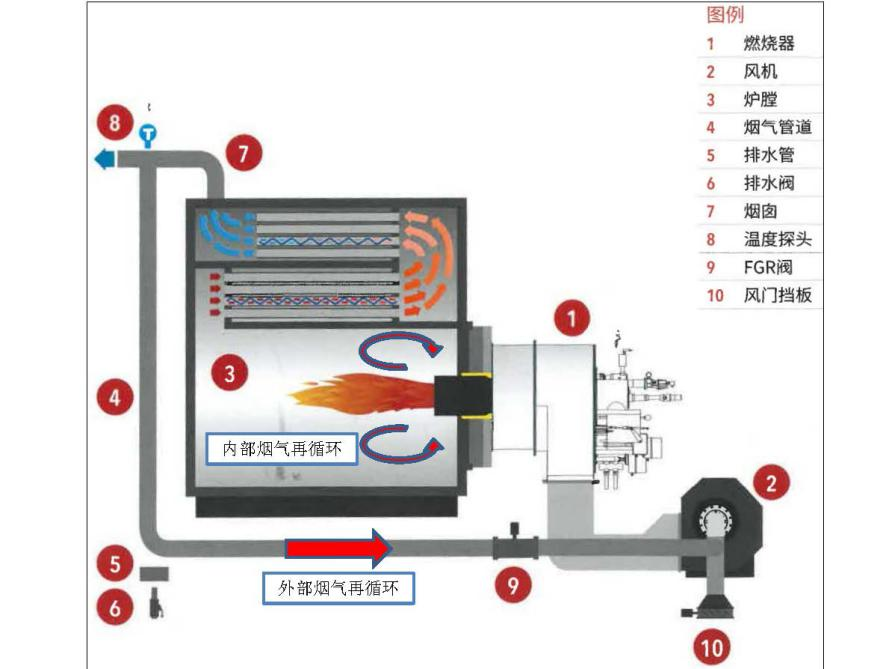 图例
1 燃烧器
2 风机
3 炉膛
4 烟气管道
5 排水管
6 排水阀
7 烟囱
8 温度探头
9 FGR阀
10 风门挡板
8
T
7
1
3
4
内部烟气再循环
2
5
外部烟气再循环
9
6
10